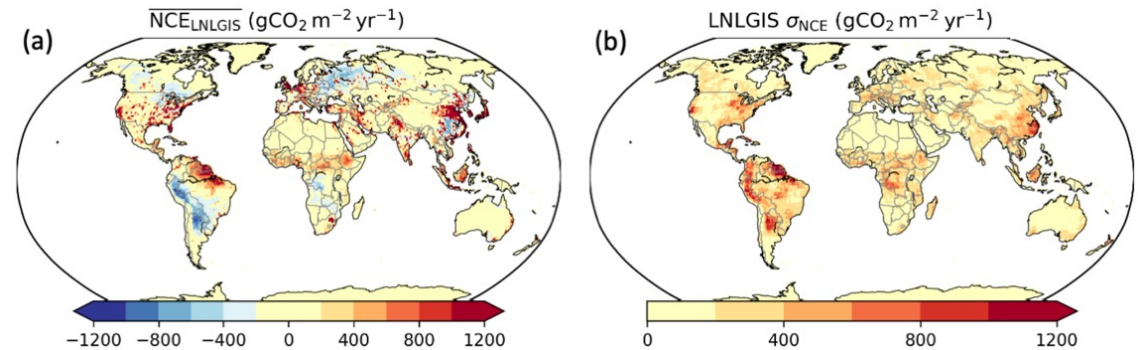 (a)
NCE_LNLGIS (gCO₂ m⁻² yr⁻¹)
−1200 −800 −400 0 400 800 1200
(b)
LNLGIS σ_NCE (gCO₂ m⁻² yr⁻¹)
0 400 800 1200